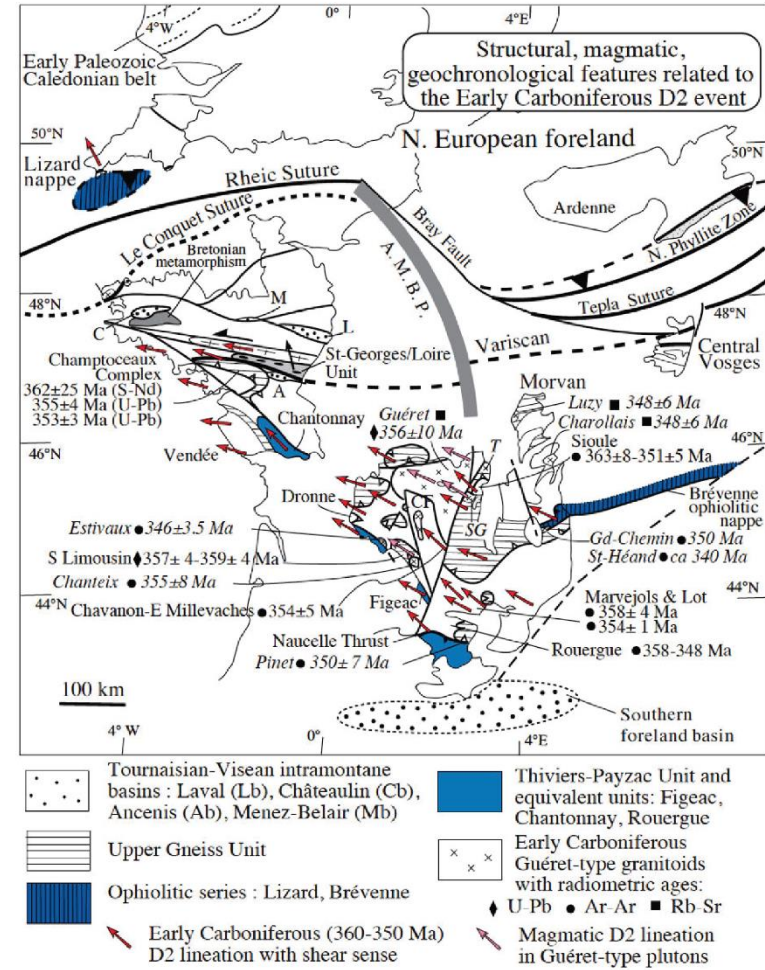 4°W
0°
4°E
Early Paleozoic
Caledonian belt
Structural, magmatic,
geochronological features related to
the Early Carboniferous D2 event
50°N
50°N
N. European foreland
Lizard
nappe
Rheic Suture
Le Conquet Suture
Bretonian
metamorphism
Bray Fault
A. M. B. P.
Ardenne
N. Phyllite Zone
Tepla Suture
48°N
48°N
M
C
L
Variscan
Central
Vosges
Champtoceaux
Complex
362±25 Ma (S-Nd)
355±4 Ma (U-Pb)
353±3 Ma (U-Pb)
St-Georges/Loire
Unit
A
Chantonnay
Morvan
Guéret ■
♦ 356±10 Ma
Luzy ■ 348±6 Ma
Charollais ■ 348±6 Ma
46°N
46°N
Vendée
T
Sioule
● 363±8-351±5 Ma
Dronne
CF
SG
Brévenne
ophiolitic
nappe
Estivaux ● 346±3.5 Ma
Gd-Chemin ● 350 Ma
St-Héand ● ca 340 Ma
S Limousin ♦ 357± 4-359± 4 Ma
Chanteix ● 355±8 Ma
44°N
44°N
Chavanon-E Millevaches ● 354±5 Ma
Figeac
Marvejols & Lot
● 358± 4 Ma
● 354± 1 Ma
Naucelle Thrust
Pinet ● 350± 7 Ma
Rouergue ● 358-348 Ma
100 km
Southern
foreland basin
4° W
0°
4°E
Tournaisian-Visean intramontane
basins : Laval (Lb), Châteaulin (Cb),
Ancenis (Ab), Menez-Belair (Mb)
Upper Gneiss Unit
Ophiolitic series : Lizard, Brévenne
Early Carboniferous (360-350 Ma)
D2 lineation with shear sense
Thiviers-Payzac Unit and
equivalent units: Figeac,
Chantonnay, Rouergue
Early Carboniferous
Guéret-type granitoids
with radiometric ages:
♦ U-Pb ● Ar-Ar ■ Rb-Sr
Magmatic D2 lineation
in Guéret-type plutons